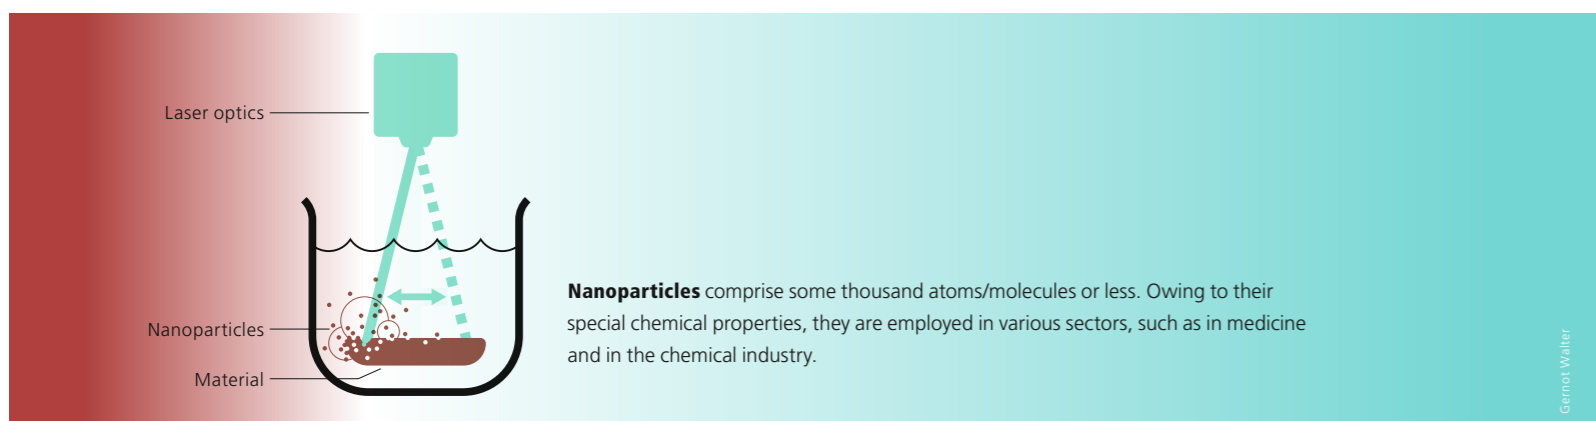 Laser optics
Nanoparticles
Material
Nanoparticles comprise some thousand atoms/molecules or less. Owing to their
special chemical properties, they are employed in various sectors, such as in medicine
and in the chemical industry.
Gernot Walter